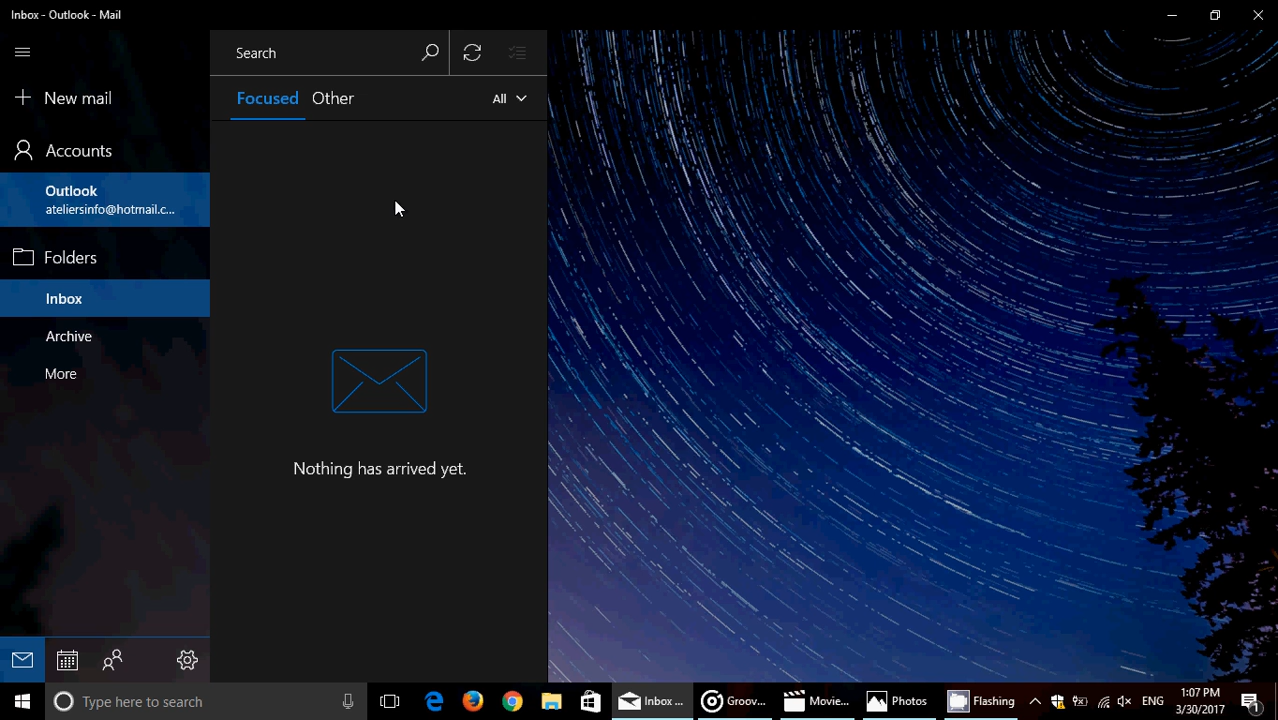 Inbox - Outlook - Mail
Search
New mail
Focused Other All
Accounts
Outlook
ateliersinfo@hotmail.c...
Folders
Inbox
Archive
More
Nothing has arrived yet.
Type here to search
Inbox ...
Groov...
Movie...
Photos
Flashing
ENG
1:07 PM
3/30/2017
1